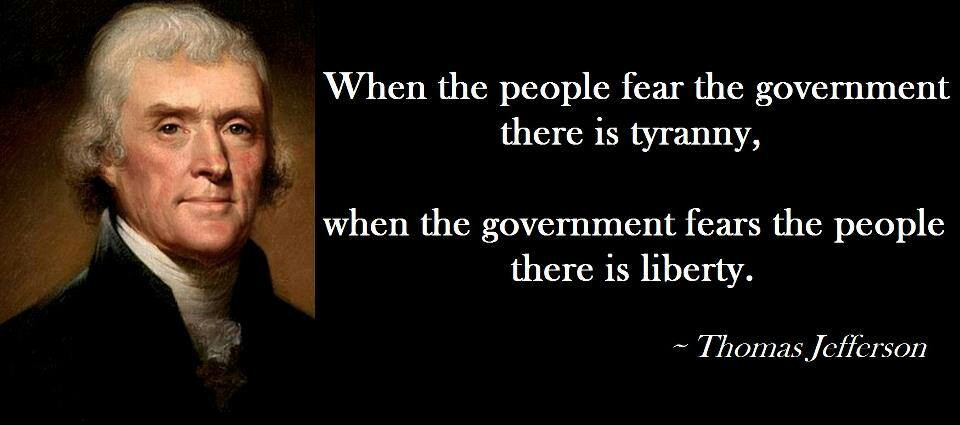 When the people fear the government
there is tyranny,
when the government fears the people
there is liberty.
~ Thomas Jefferson